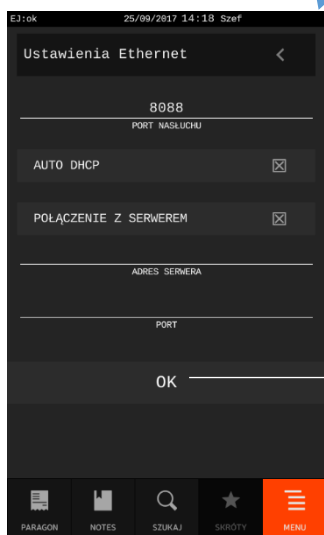 EJ:ok 25/09/2017 14:18 Szef
Ustawienia Ethernet <
8088
PORT NASŁUCHU
AUTO DHCP
POŁĄCZENIE Z SERWEREM
ADRES SERWERA
PORT
OK
PARAGON NOTES SZUKAJ SKRÓTY MENU